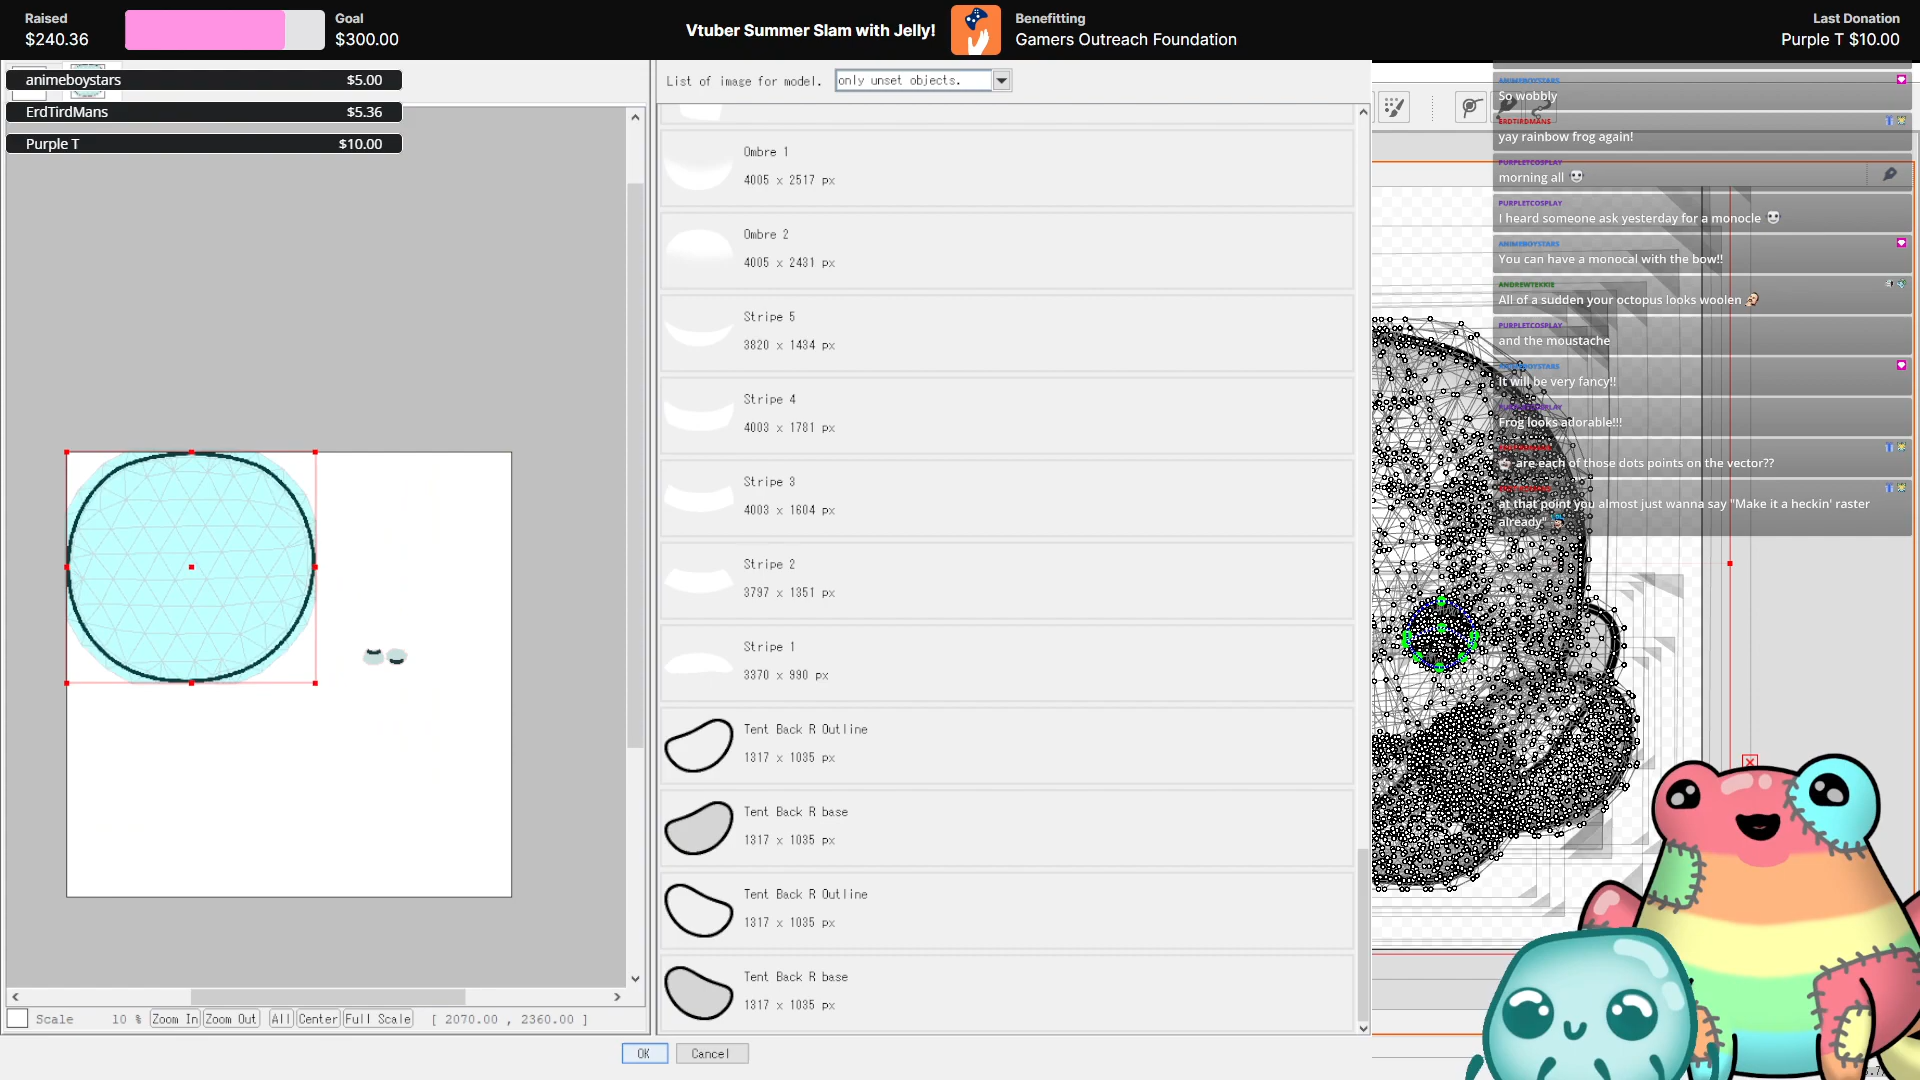 Raised
$240.36
Goal
$300.00
Vtuber Summer Slam with Jelly!
Benefitting
Gamers Outreach Foundation
Last Donation
Purple T $10.00
animeboystars $5.00
ErdTirdMans $5.36
Purple T $10.00
List of image for model. only unset objects.
Ombre 1
4005 x 2517 px
Ombre 2
4005 x 2431 px
Stripe 5
3820 x 1434 px
Stripe 4
4003 x 1781 px
Stripe 3
4003 x 1604 px
Stripe 2
3797 x 1351 px
Stripe 1
3370 x 990 px
Tent Back R Outline
1317 x 1035 px
Tent Back R base
1317 x 1035 px
Tent Back R Outline
1317 x 1035 px
Tent Back R base
1317 x 1035 px
Scale 10 % Zoom In Zoom Out All Center Full Scale [ 2070.00 , 2360.00 ]
OK Cancel
ANIMEBOYSTARS
So wobbly
ERDTIRDMANS
yay rainbow frog again!
PURPLETCOSPLAY
morning all
PURPLETCOSPLAY
I heard someone ask yesterday for a monocle
ANIMEBOYSTARS
You can have a monocal with the bow!!
ANDREWTEKKIE
All of a sudden your octopus looks woolen
PURPLETCOSPLAY
and the moustache
ANIMEBOYSTARS
It will be very fancy!!
PURPLETCOSPLAY
Frog looks adorable!!!
are each of those dots points on the vector??
at that point you almost just wanna say "Make it a heckin' raster
already"